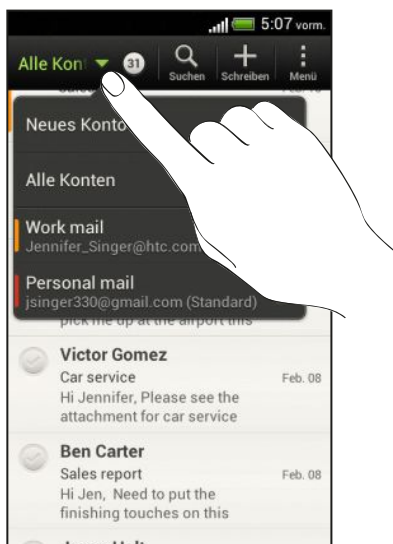 5:07 vorm.
Alle Kon 31 Suchen Schreiben Menü
Neues Konto
Alle Konten
Work mail
Jennifer_Singer@htc.com
Personal mail
jsinger330@gmail.com (Standard)
pick me up at the airport this
Victor Gomez
Car service Feb. 08
Hi Jennifer, Please see the
attachment for car service
Ben Carter
Sales report Feb. 08
Hi Jen, Need to put the
finishing touches on this